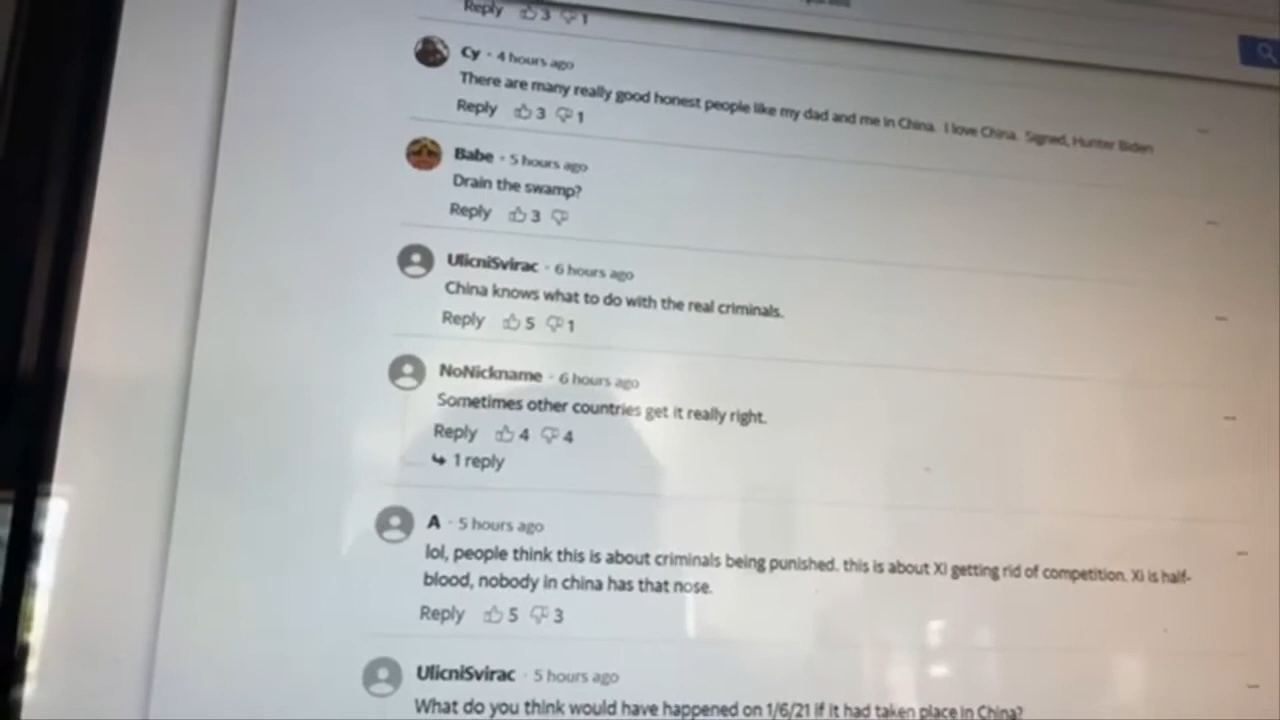 Reply 3 1
Cy · 4 hours ago
There are many really good honest people like my dad and me in China. I love China. Signed, Hunter Biden
Reply 3 1
Babe · 5 hours ago
Drain the swamp?
Reply 3
UlicniSvirac · 6 hours ago
China knows what to do with the real criminals.
Reply 5 1
NoNickname · 6 hours ago
Sometimes other countries get it really right.
Reply 4 4
1 reply
A · 5 hours ago
lol, people think this is about criminals being punished. this is about XI getting rid of competition. Xi is half-
blood, nobody in china has that nose.
Reply 5 3
UlicniSvirac · 5 hours ago
What do you think would have happened on 1/6/21 if it had taken place in China?